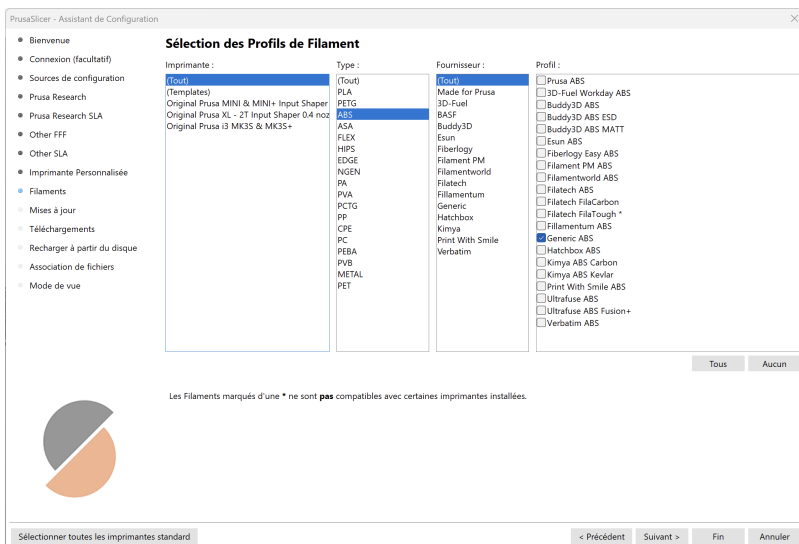 PrusaSlicer - Assistant de Configuration
Bienvenue
Connexion (facultatif)
Sources de configuration
Prusa Research
Prusa Research SLA
Other FFF
Other SLA
Imprimante Personnalisée
Filaments
Mises à jour
Téléchargements
Recharger à partir du disque
Association de fichiers
Mode de vue
Sélection des Profils de Filament
Imprimante :
(Tout)
(Templates)
Original Prusa MINI & MINI+ Input Shaper
Original Prusa XL - 2T Input Shaper 0.4 noz
Original Prusa i3 MK3S & MK3S+
Type :
(Tout)
PLA
PETG
ABS
ASA
FLEX
HIPS
EDGE
NGEN
PA
PVA
PCTG
PP
CPE
PC
PEBA
PVB
METAL
PET
Fournisseur :
(Tout)
Made for Prusa
3D-Fuel
BASF
Buddy3D
Esun
Fiberlogy
Filament PM
Filamentworld
Filatech
Fillamentum
Generic
Hatchbox
Kimya
Print With Smile
Verbatim
Profil :
Prusa ABS
3D-Fuel Workday ABS
Buddy3D ABS
Buddy3D ABS ESD
Buddy3D ABS MATT
Esun ABS
Fiberlogy Easy ABS
Filament PM ABS
Filamentworld ABS
Filatech ABS
Filatech FilaCarbon
Filatech FilaTough *
Fillamentum ABS
Generic ABS
Hatchbox ABS
Kimya ABS Carbon
Kimya ABS Kevlar
Print With Smile ABS
Ultrafuse ABS
Ultrafuse ABS Fusion+
Verbatim ABS
Tous
Aucun
Les Filaments marqués d'une * ne sont pas compatibles avec certaines imprimantes installées.
Sélectionner toutes les imprimantes standard
< Précédent
Suivant >
Fin
Annuler